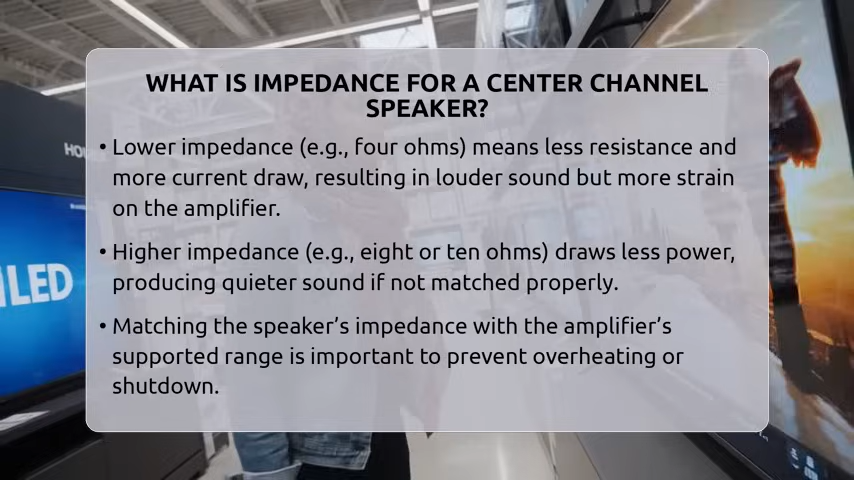 WHAT IS IMPEDANCE FOR A CENTER CHANNEL
SPEAKER?
• Lower impedance (e.g., four ohms) means less resistance and
more current draw, resulting in louder sound but more strain
on the amplifier.
• Higher impedance (e.g., eight or ten ohms) draws less power,
producing quieter sound if not matched properly.
• Matching the speaker’s impedance with the amplifier’s
supported range is important to prevent overheating or
shutdown.
LED